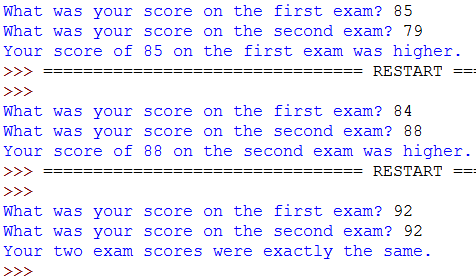 What was your score on the first exam? 85
What was your score on the second exam? 79
Your score of 85 on the first exam was higher.
>>> ================================ RESTART ===
>>>
What was your score on the first exam? 84
What was your score on the second exam? 88
Your score of 88 on the second exam was higher.
>>> ================================ RESTART ===
>>>
What was your score on the first exam? 92
What was your score on the second exam? 92
Your two exam scores were exactly the same.
>>>